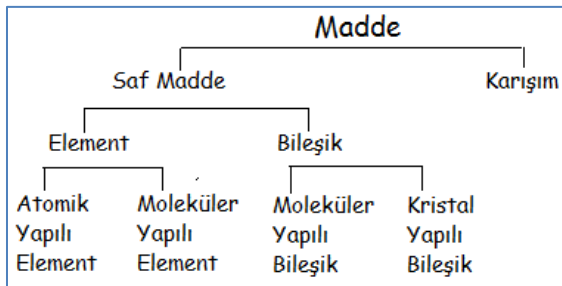 Madde
Saf Madde Karışım
Element Bileşik
Atomik Moleküler Moleküler Kristal
Yapılı Yapılı Yapılı Yapılı
Element Element Bileşik Bileşik